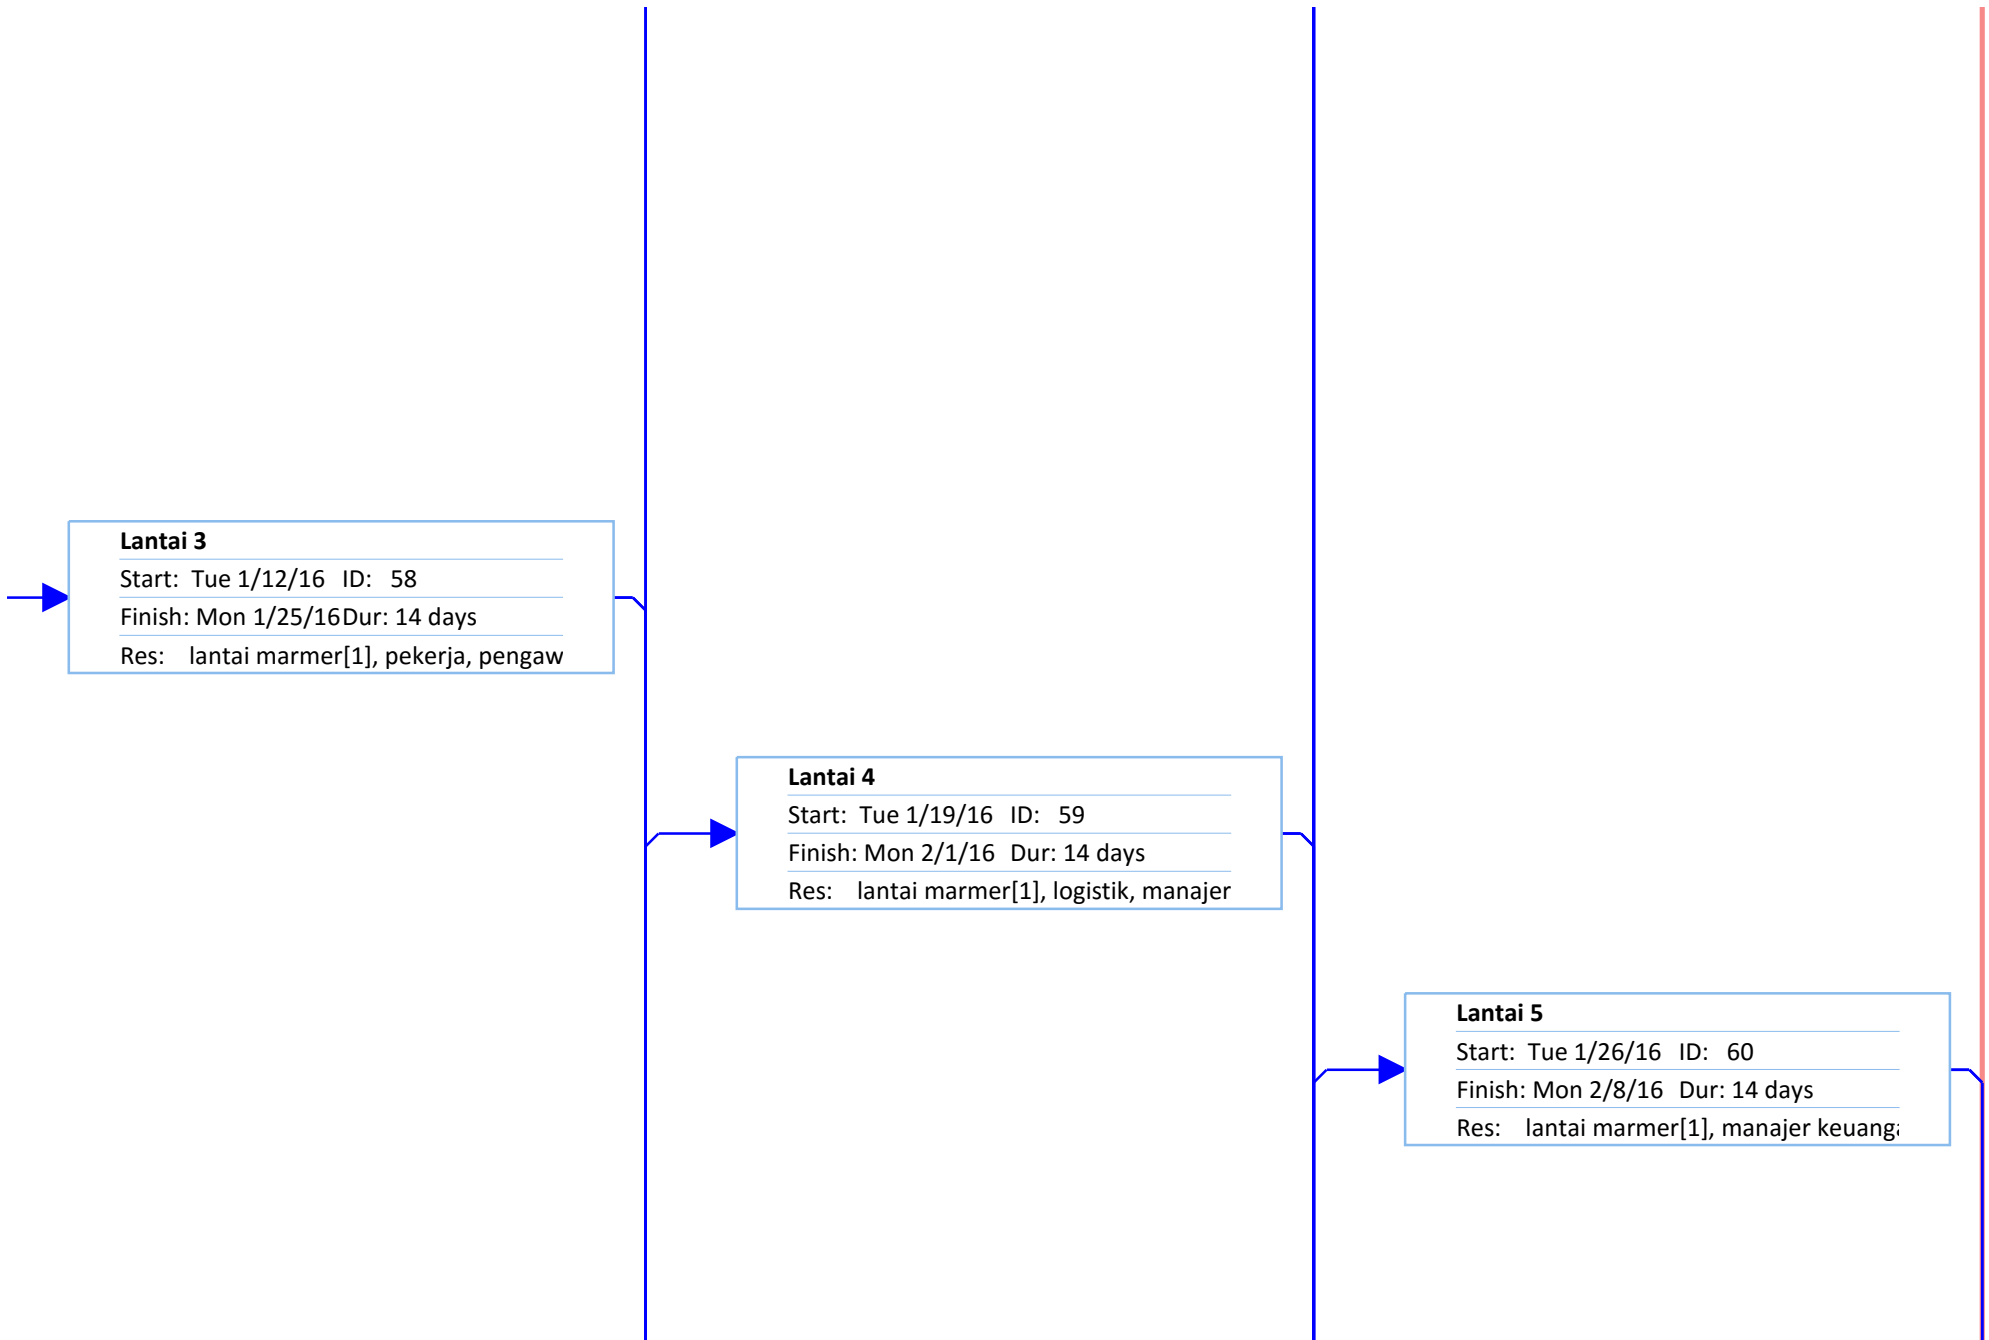 Lantai 3
Start: Tue 1/12/16 ID: 58
Finish: Mon 1/25/16 Dur: 14 days
Res: lantai marmer[1], pekerja, pengaw
Lantai 4
Start: Tue 1/19/16 ID: 59
Finish: Mon 2/1/16 Dur: 14 days
Res: lantai marmer[1], logistik, manajer
Lantai 5
Start: Tue 1/26/16 ID: 60
Finish: Mon 2/8/16 Dur: 14 days
Res: lantai marmer[1], manajer keuang